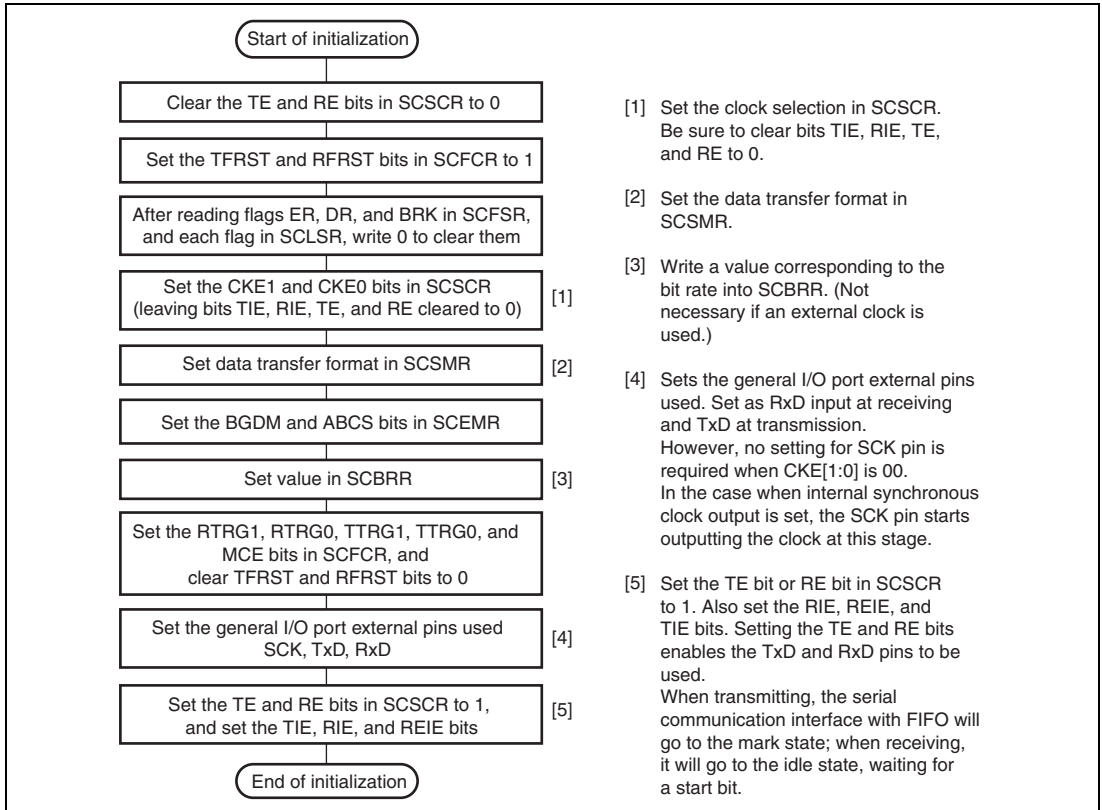 Start of initialization
Clear the TE and RE bits in SCSCR to 0
Set the TFRST and RFRST bits in SCFCR to 1
After reading flags ER, DR, and BRK in SCFSR,
and each flag in SCLSR, write 0 to clear them
Set the CKE1 and CKE0 bits in SCSCR
(leaving bits TIE, RIE, TE, and RE cleared to 0)
[1]
Set data transfer format in SCSMR
[2]
Set the BGDM and ABCS bits in SCEMR
Set value in SCBRR
[3]
Set the RTRG1, RTRG0, TTRG1, TTRG0, and
MCE bits in SCFCR, and
clear TFRST and RFRST bits to 0
Set the general I/O port external pins used
SCK, TxD, RxD
[4]
Set the TE and RE bits in SCSCR to 1,
and set the TIE, RIE, and REIE bits
[5]
End of initialization
[1] Set the clock selection in SCSCR.
Be sure to clear bits TIE, RIE, TE,
and RE to 0.
[2] Set the data transfer format in
SCSMR.
[3] Write a value corresponding to the
bit rate into SCBRR. (Not
necessary if an external clock is
used.)
[4] Sets the general I/O port external pins
used. Set as RxD input at receiving
and TxD at transmission.
However, no setting for SCK pin is
required when CKE[1:0] is 00.
In the case when internal synchronous
clock output is set, the SCK pin starts
outputting the clock at this stage.
[5] Set the TE bit or RE bit in SCSCR
to 1. Also set the RIE, REIE, and
TIE bits. Setting the TE and RE bits
enables the TxD and RxD pins to be
used.
When transmitting, the serial
communication interface with FIFO will
go to the mark state; when receiving,
it will go to the idle state, waiting for
a start bit.